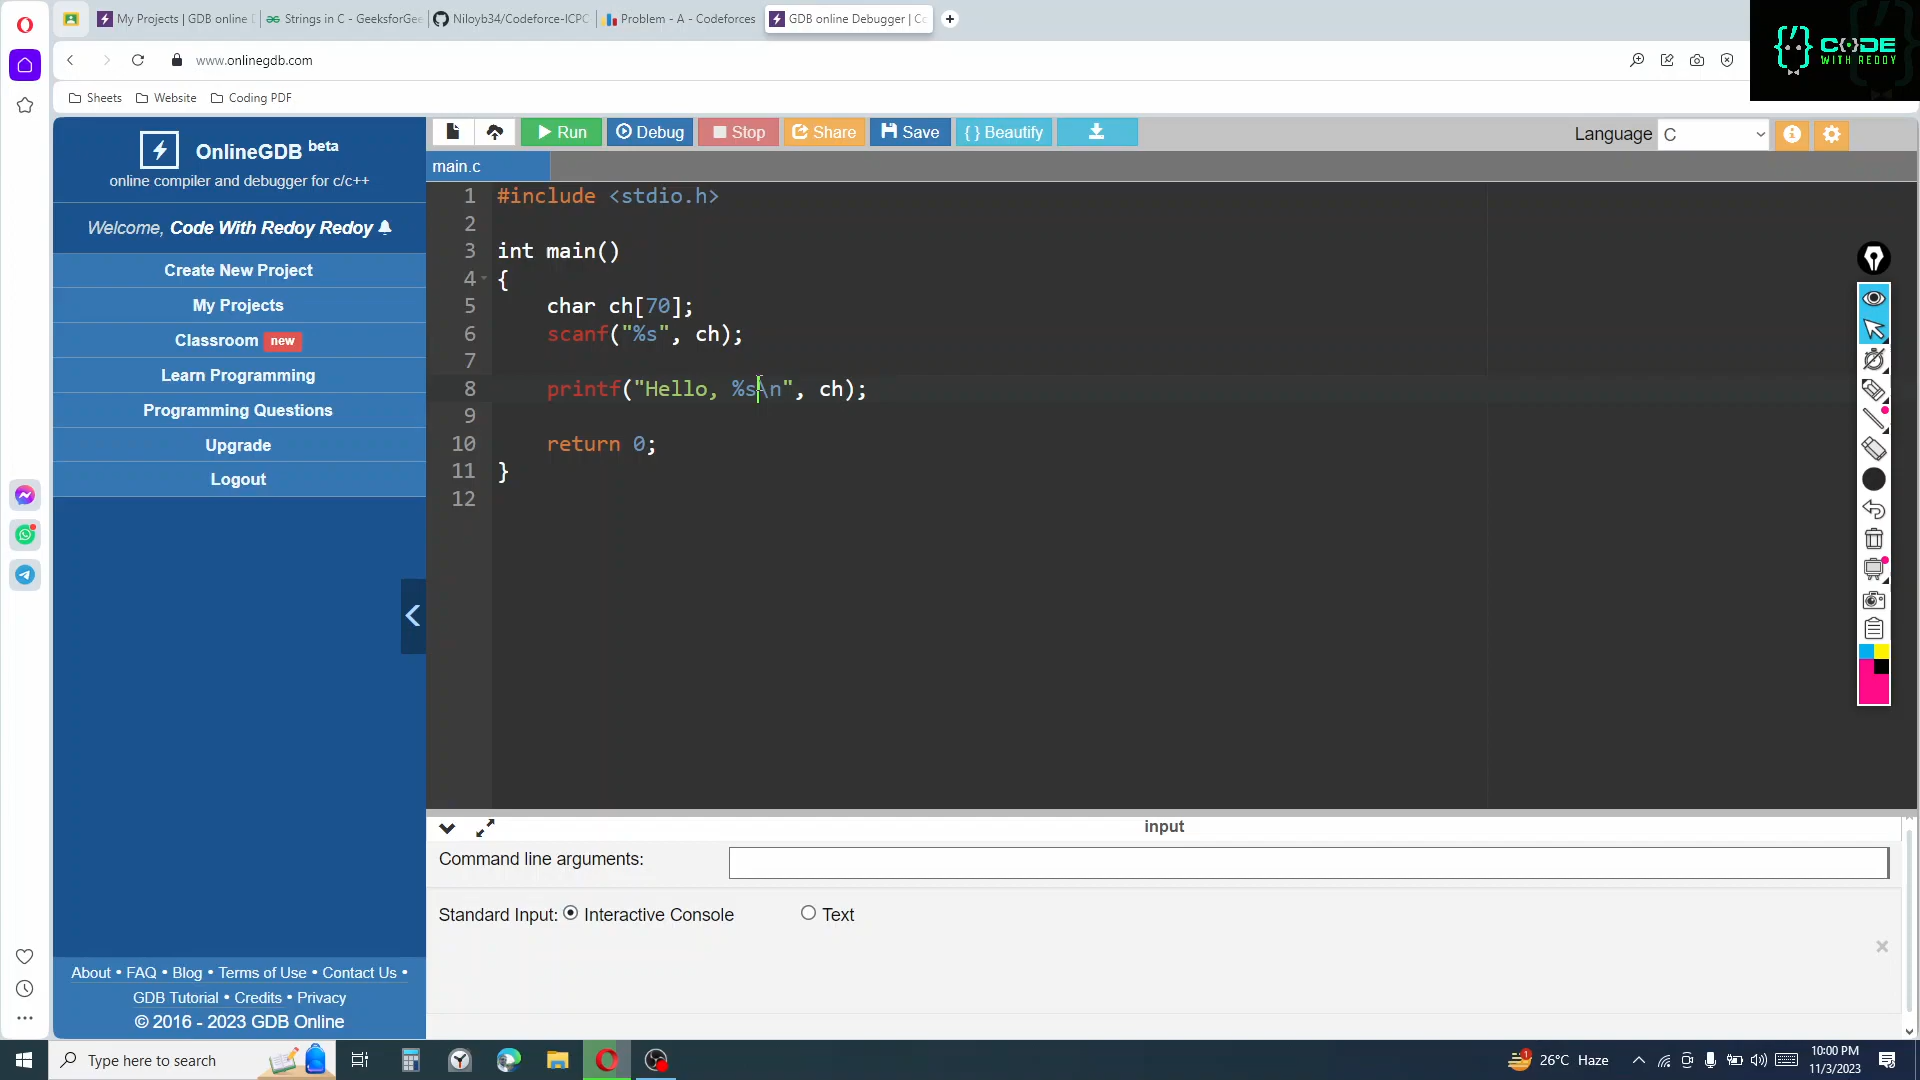 My Projects | GDB online
Strings in C - GeeksforGee
Niloyb34/Codeforce-ICPC
Problem - A - Codeforces
GDB online Debugger | Co
CODE
WITH REDOY
www.onlinegdb.com
Sheets
Website
Coding PDF
OnlineGDB beta
online compiler and debugger for c/c++
Welcome, Code With Redoy Redoy
Create New Project
My Projects
Classroom new
Learn Programming
Programming Questions
Upgrade
Logout
About • FAQ • Blog • Terms of Use • Contact Us •
GDB Tutorial • Credits • Privacy
© 2016 - 2023 GDB Online
Run
Debug
Stop
Share
Save
{ } Beautify
Language C
main.c
1 #include <stdio.h>
2
3 int main()
4 {
5 char ch[70];
6 scanf("%s", ch);
7
8 printf("Hello, %s\n", ch);
9
10 return 0;
11 }
12
input
Command line arguments:
Standard Input: Interactive Console Text
Type here to search
26°C Haze
10:00 PM
11/3/2023